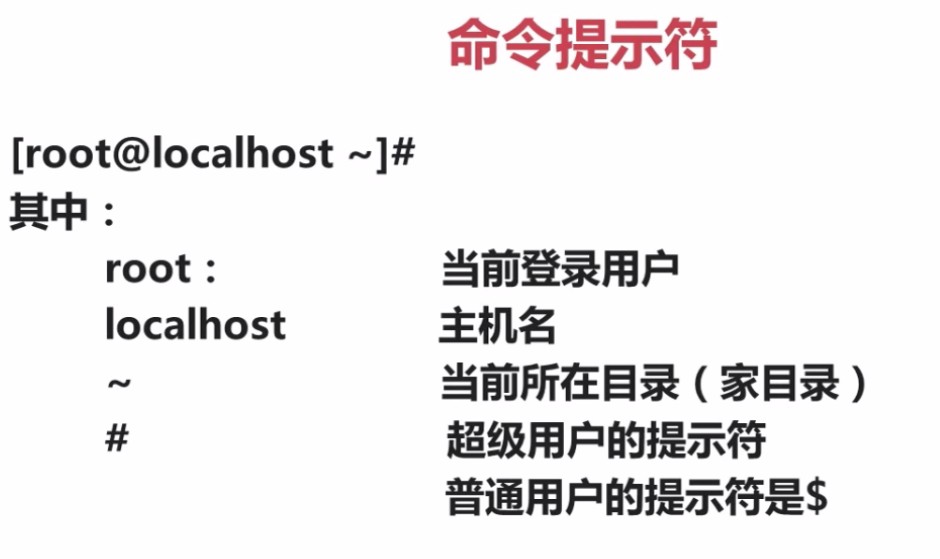 命令提示符
[root@localhost ~]#
其中：
root： 当前登录用户
localhost 主机名
~ 当前所在目录（家目录）
# 超级用户的提示符
普通用户的提示符是$